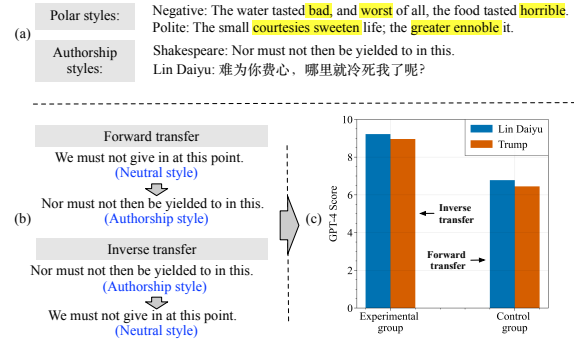 (a)
Polar styles:
Negative: The water tasted bad, and worst of all, the food tasted horrible.
Polite: The small courtesies sweeten life; the greater ennoble it.
Authorship styles:
Shakespeare: Nor must not then be yielded to in this.
Lin Daiyu: 难为你费心，哪里就冷死我了呢?
(b)
Forward transfer
We must not give in at this point.
(Neutral style)
Nor must not then be yielded to in this.
(Authorship style)
Inverse transfer
Nor must not then be yielded to in this.
(Authorship style)
We must not give in at this point.
(Neutral style)
(c)
GPT-4 Score
10
8
6
4
2
0
Lin Daiyu
Trump
Inverse
transfer
Forward
transfer
Experimental
group
Control
group